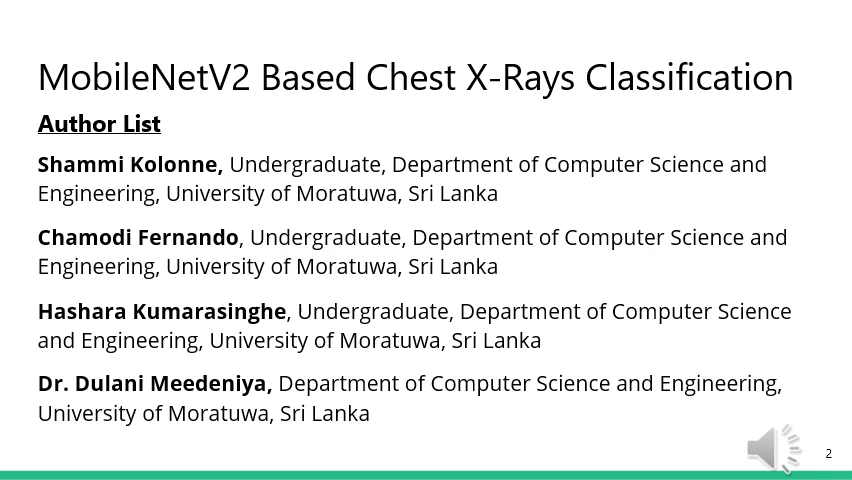 MobileNetV2 Based Chest X-Rays Classification
Author List
Shammi Kolonne, Undergraduate, Department of Computer Science and
Engineering, University of Moratuwa, Sri Lanka
Chamodi Fernando, Undergraduate, Department of Computer Science and
Engineering, University of Moratuwa, Sri Lanka
Hashara Kumarasinghe, Undergraduate, Department of Computer Science
and Engineering, University of Moratuwa, Sri Lanka
Dr. Dulani Meedeniya, Department of Computer Science and Engineering,
University of Moratuwa, Sri Lanka
2